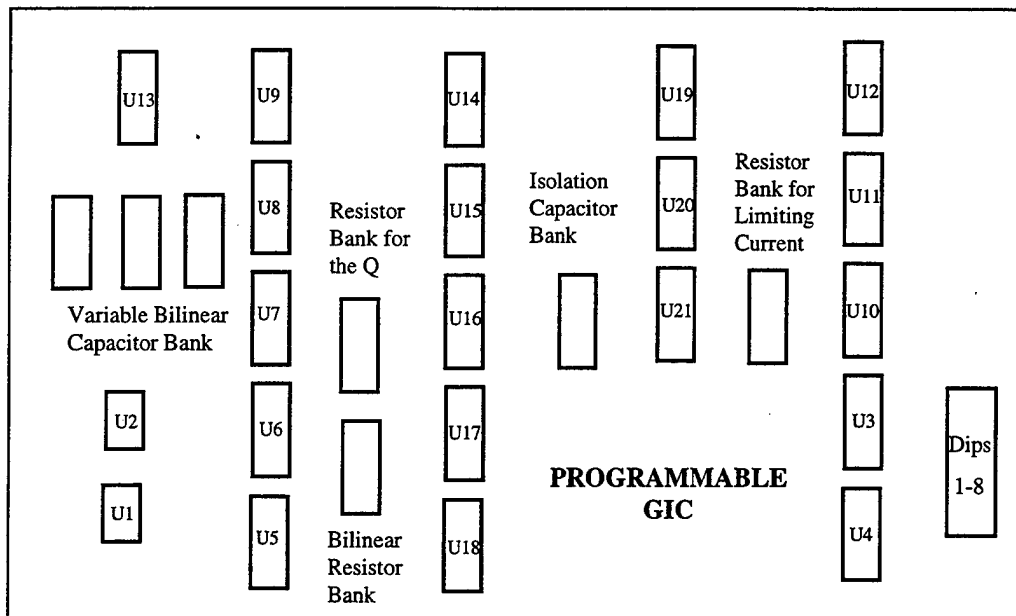 U13
U9
U14
U19
U12
U8
Resistor
Bank for
the Q
U15
Isolation
Capacitor
Bank
U20
Resistor
Bank for
Limiting
Current
U11
Variable Bilinear
Capacitor Bank
U7
U16
U21
U10
U2
U6
U17
U3
Dips
1-8
PROGRAMMABLE
GIC
U1
U5
Bilinear
Resistor
Bank
U18
U4